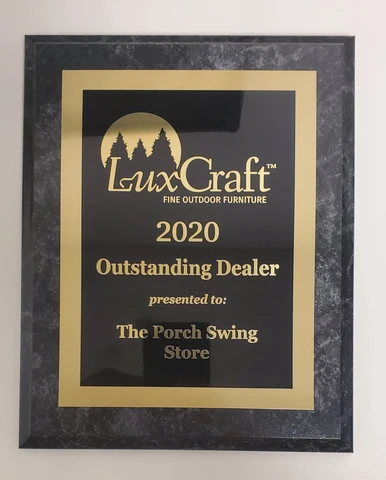 LuxCraft™
FINE OUTDOOR FURNITURE
2020
Outstanding Dealer
presented to:
The Porch Swing
Store